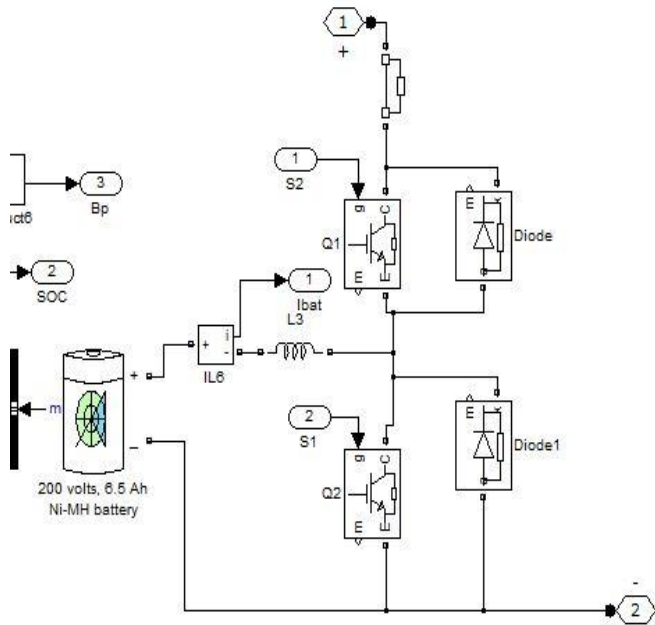 1
+
1
S2
3
Bp
uct6
g
C
Q1
m
E
m
k
Diode
2
SOC
1
Ibat
L3
+
i
-
IL6
m
+
-
2
S1
g
C
Q2
m
E
m
k
Diode1
200 volts, 6.5 Ah
Ni-MH battery
-
2